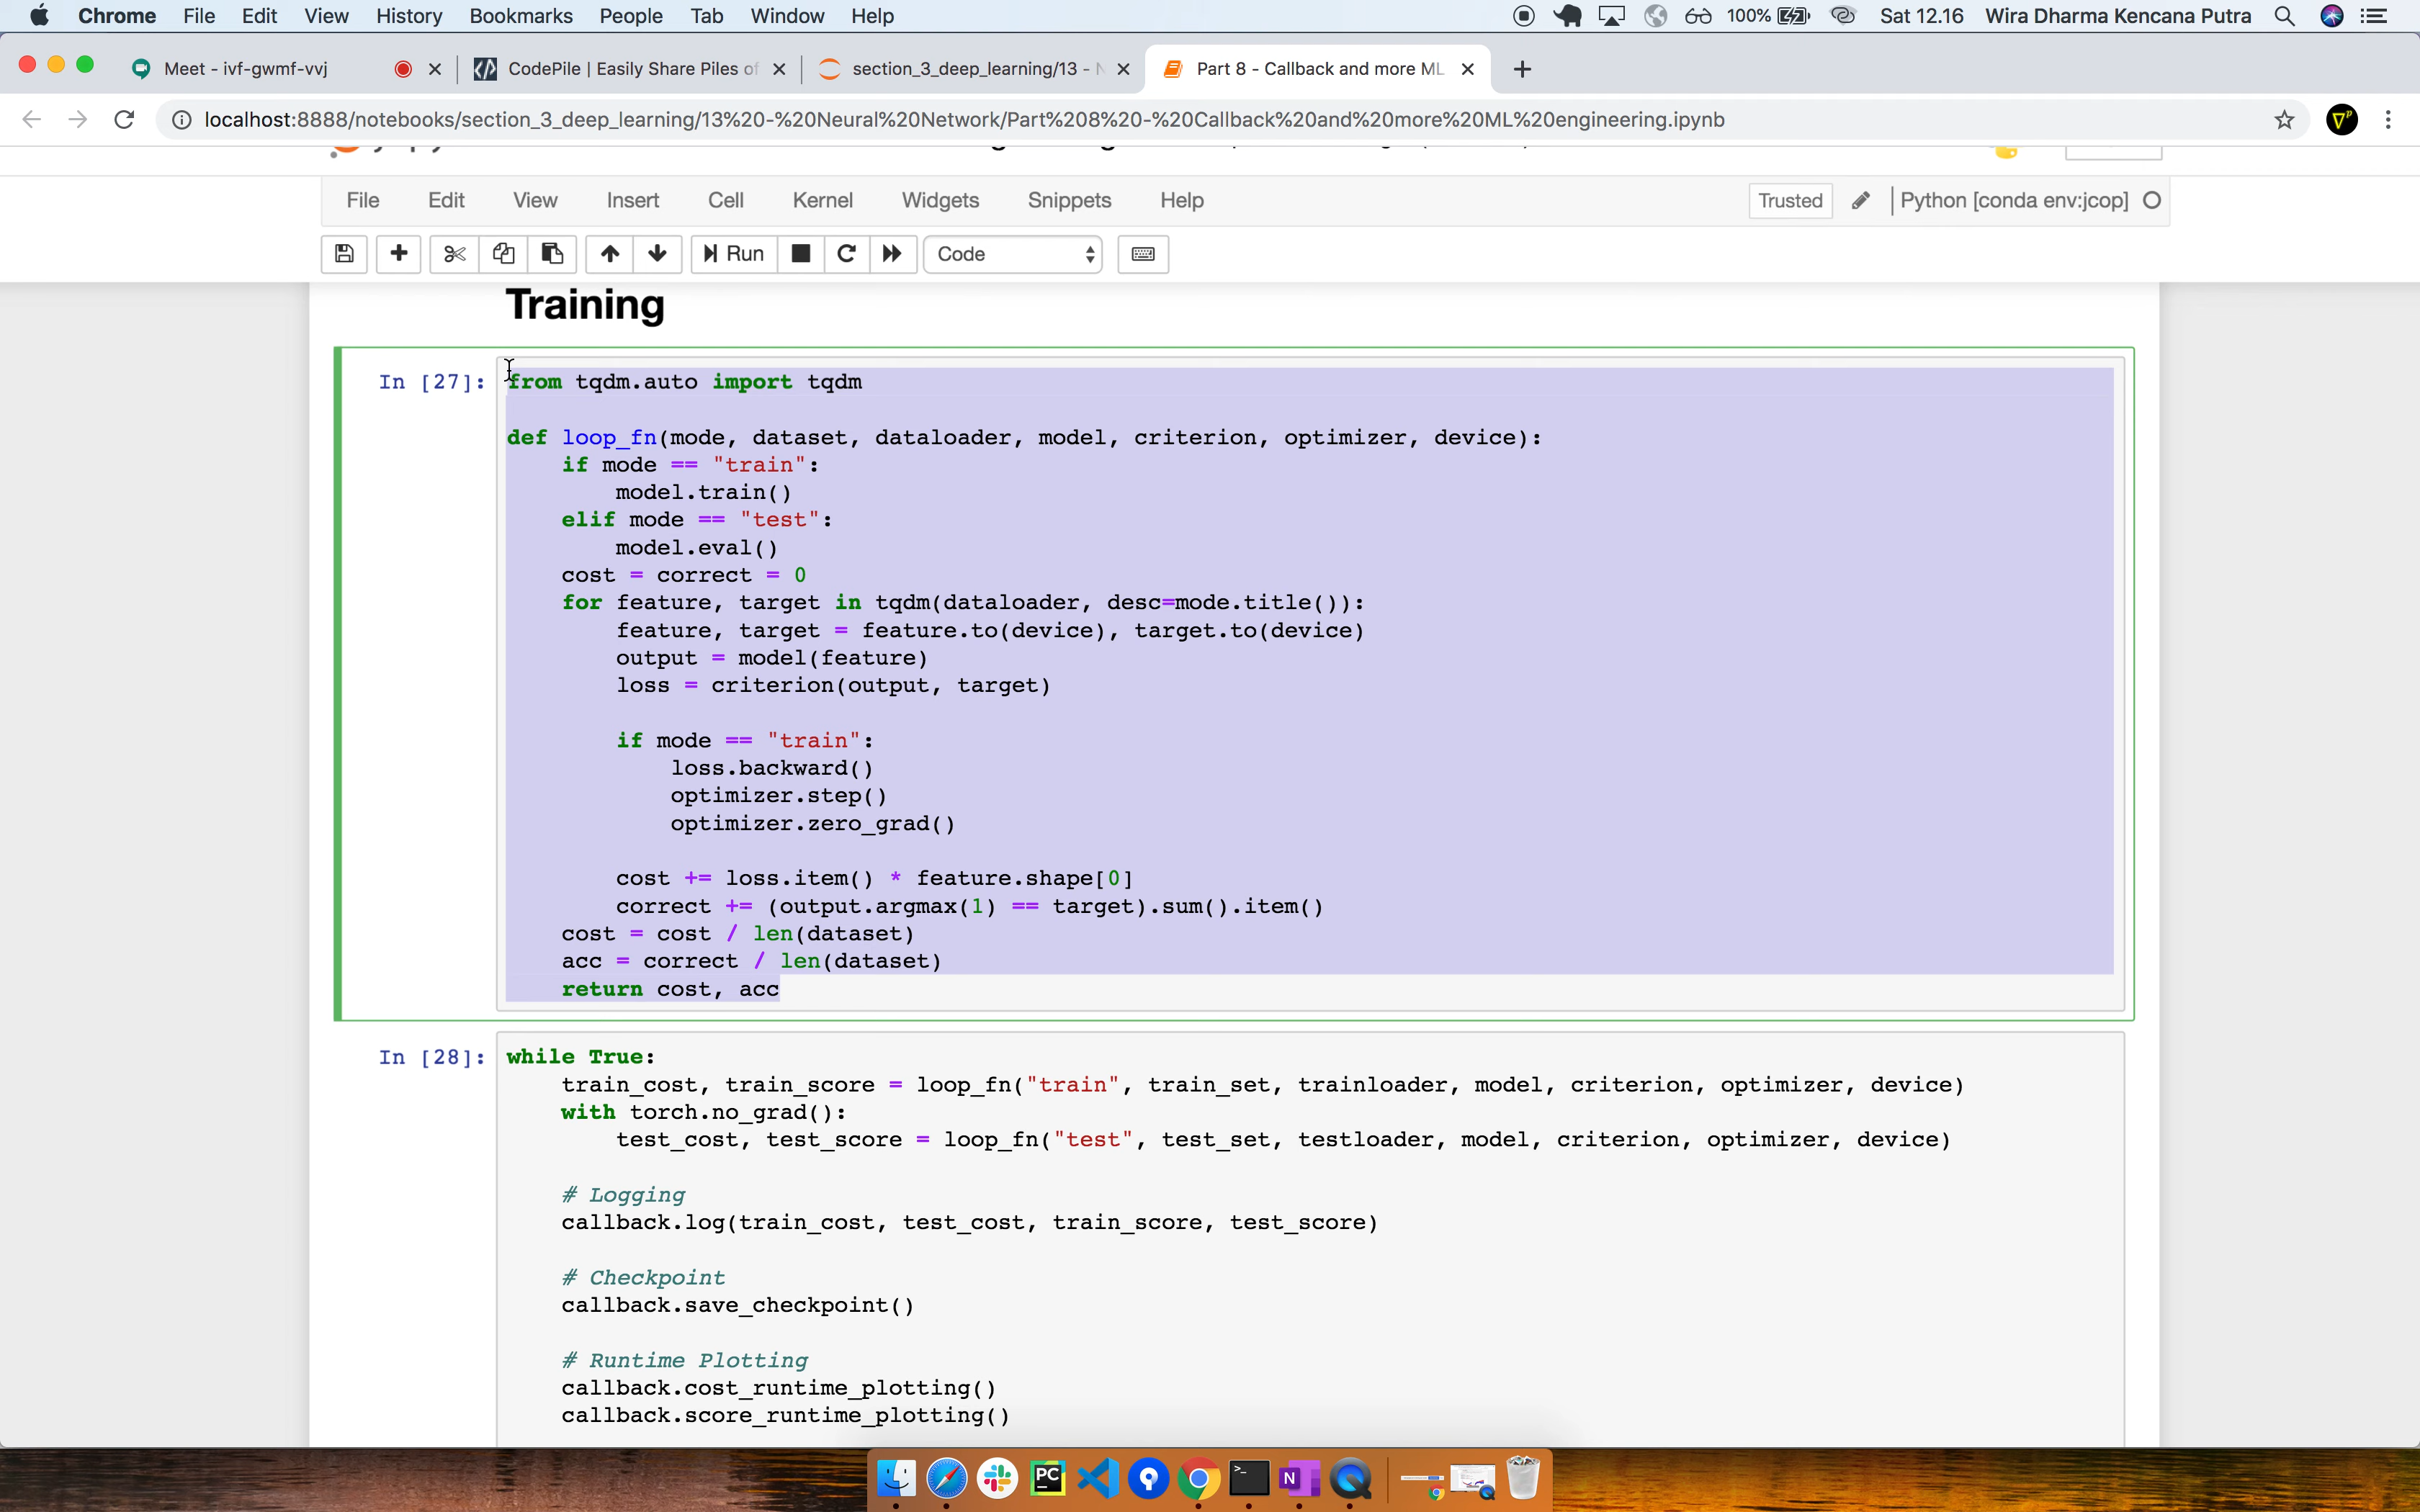 Chrome File Edit View History Bookmarks People Tab Window Help 100% Sat 12.16 Wira Dharma Kencana Putra
Meet - ivf-gwmf-vvj CodePile | Easily Share Piles of section_3_deep_learning/13 - Part 8 - Callback and more ML
localhost:8888/notebooks/section_3_deep_learning/13%20-%20Neural%20Network/Part%208%20-%20Callback%20and%20more%20ML%20engineering.ipynb
File Edit View Insert Cell Kernel Widgets Snippets Help Trusted Python [conda env:jcop]
Run Code
Training
In [27]: from tqdm.auto import tqdm
def loop_fn(mode, dataset, dataloader, model, criterion, optimizer, device):
if mode == "train":
model.train()
elif mode == "test":
model.eval()
cost = correct = 0
for feature, target in tqdm(dataloader, desc=mode.title()):
feature, target = feature.to(device), target.to(device)
output = model(feature)
loss = criterion(output, target)
if mode == "train":
loss.backward()
optimizer.step()
optimizer.zero_grad()
cost += loss.item() * feature.shape[0]
correct += (output.argmax(1) == target).sum().item()
cost = cost / len(dataset)
acc = correct / len(dataset)
return cost, acc
In [28]: while True:
train_cost, train_score = loop_fn("train", train_set, trainloader, model, criterion, optimizer, device)
with torch.no_grad():
test_cost, test_score = loop_fn("test", test_set, testloader, model, criterion, optimizer, device)
# Logging
callback.log(train_cost, test_cost, train_score, test_score)
# Checkpoint
callback.save_checkpoint()
# Runtime Plotting
callback.cost_runtime_plotting()
callback.score_runtime_plotting()